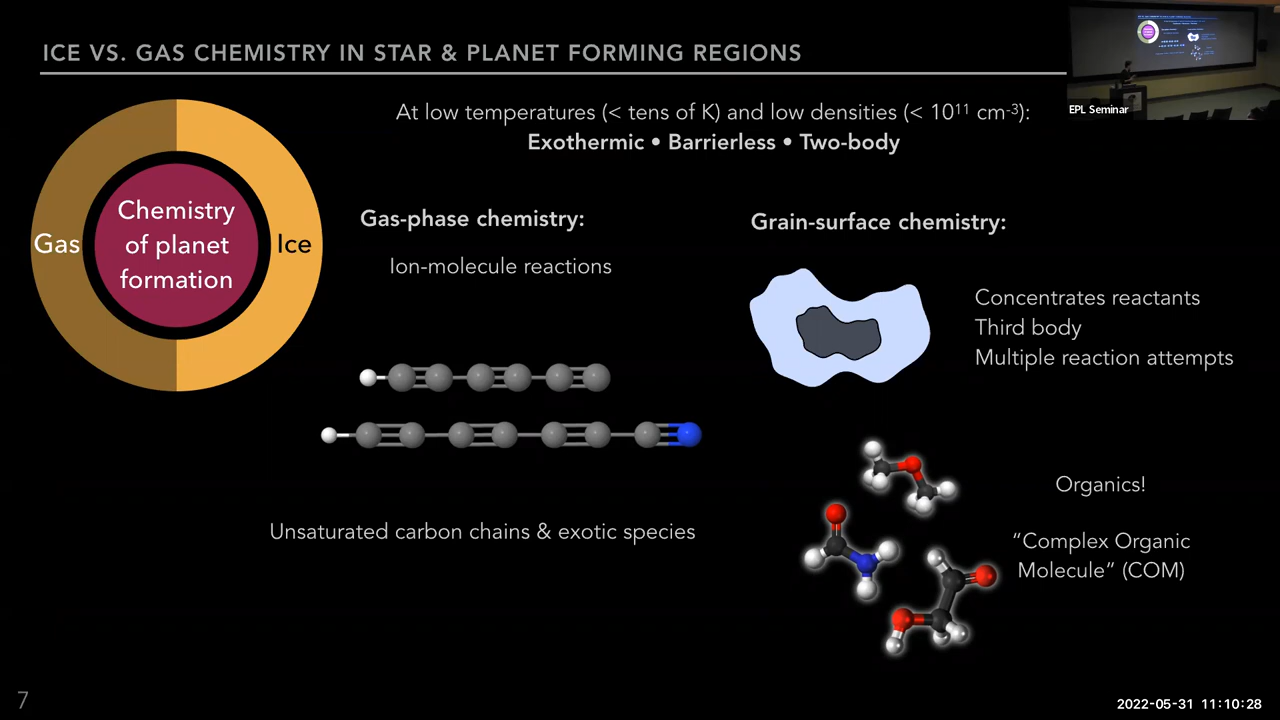 ICE VS. GAS CHEMISTRY IN STAR & PLANET FORMING REGIONS
EPL Seminar
At low temperatures (< tens of K) and low densities (< 10¹¹ cm⁻³):
Exothermic • Barrierless • Two-body
Gas
Chemistry
of planet
formation
Ice
Gas-phase chemistry:
Ion-molecule reactions
Unsaturated carbon chains & exotic species
Grain-surface chemistry:
Concentrates reactants
Third body
Multiple reaction attempts
Organics!
“Complex Organic
Molecule“ (COM)
7
2022-05-31 11:10:28